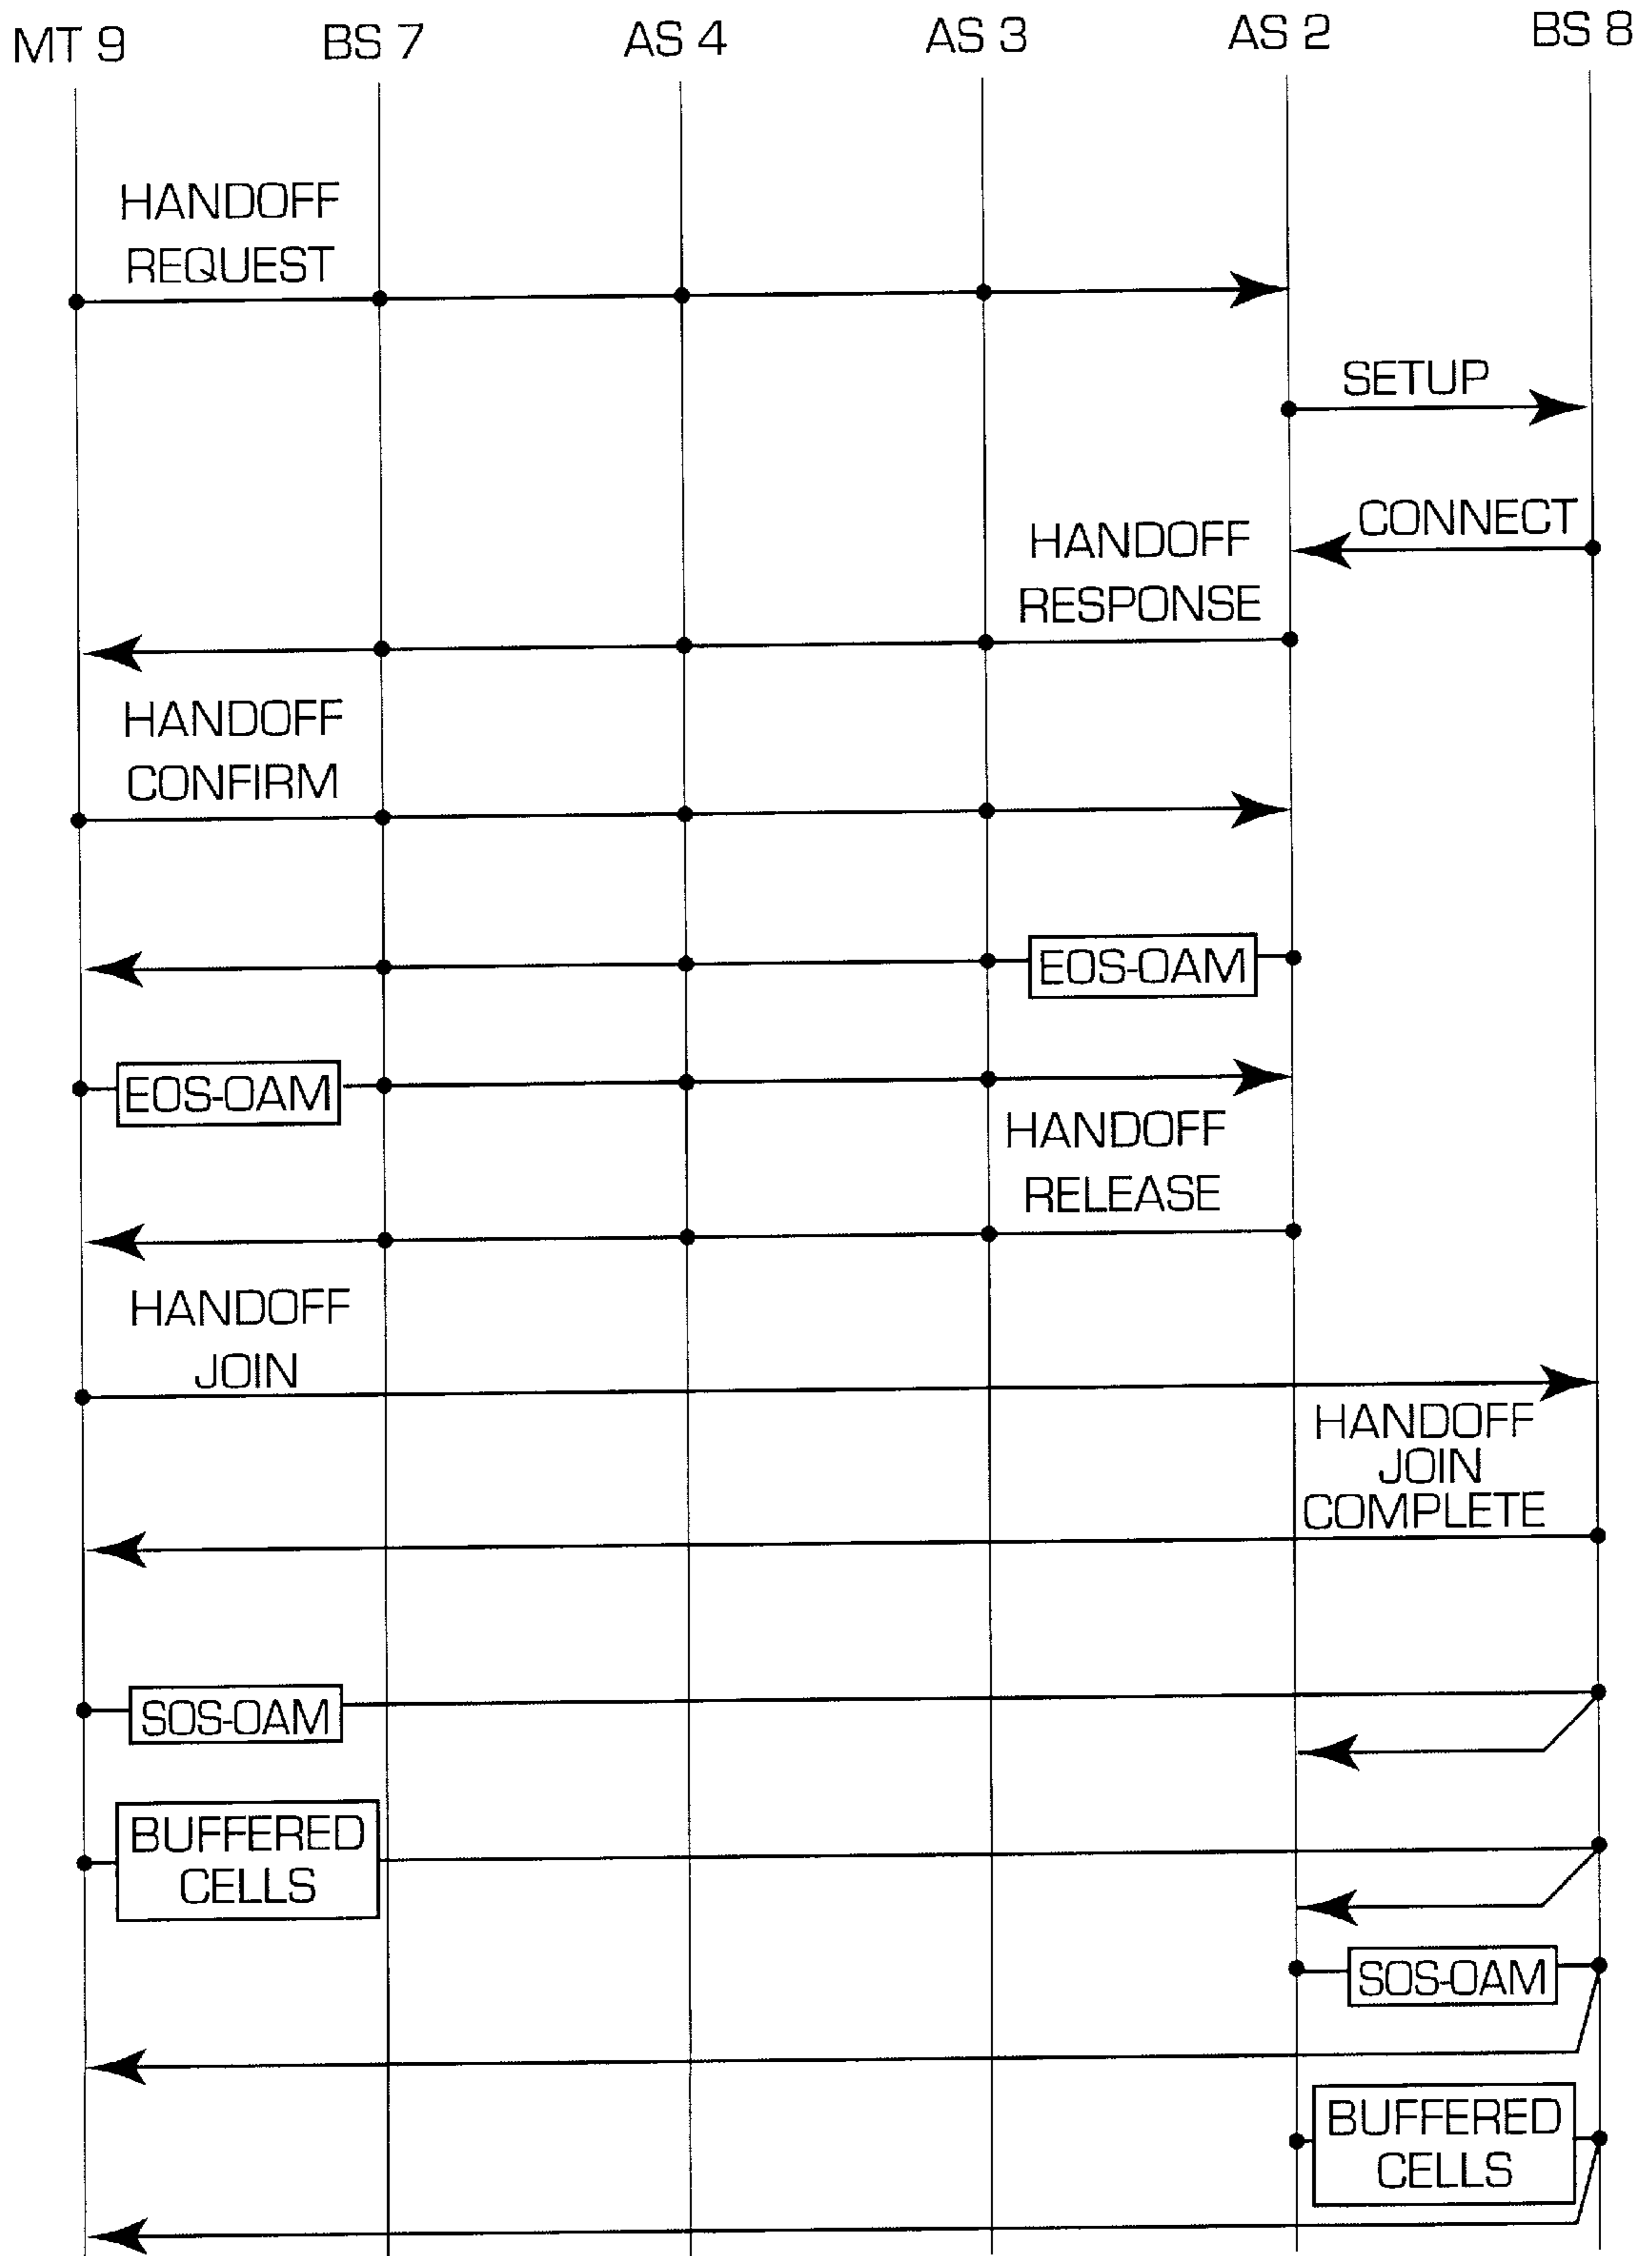 MT 9 BS 7 AS 4 AS 3 AS 2 BS 8
HANDOFF
REQUEST
SETUP
CONNECT
HANDOFF
RESPONSE
HANDOFF
CONFIRM
EOS-OAM
EOS-OAM
HANDOFF
RELEASE
HANDOFF
JOIN
HANDOFF
JOIN
COMPLETE
SOS-OAM
BUFFERED
CELLS
SOS-OAM
BUFFERED
CELLS